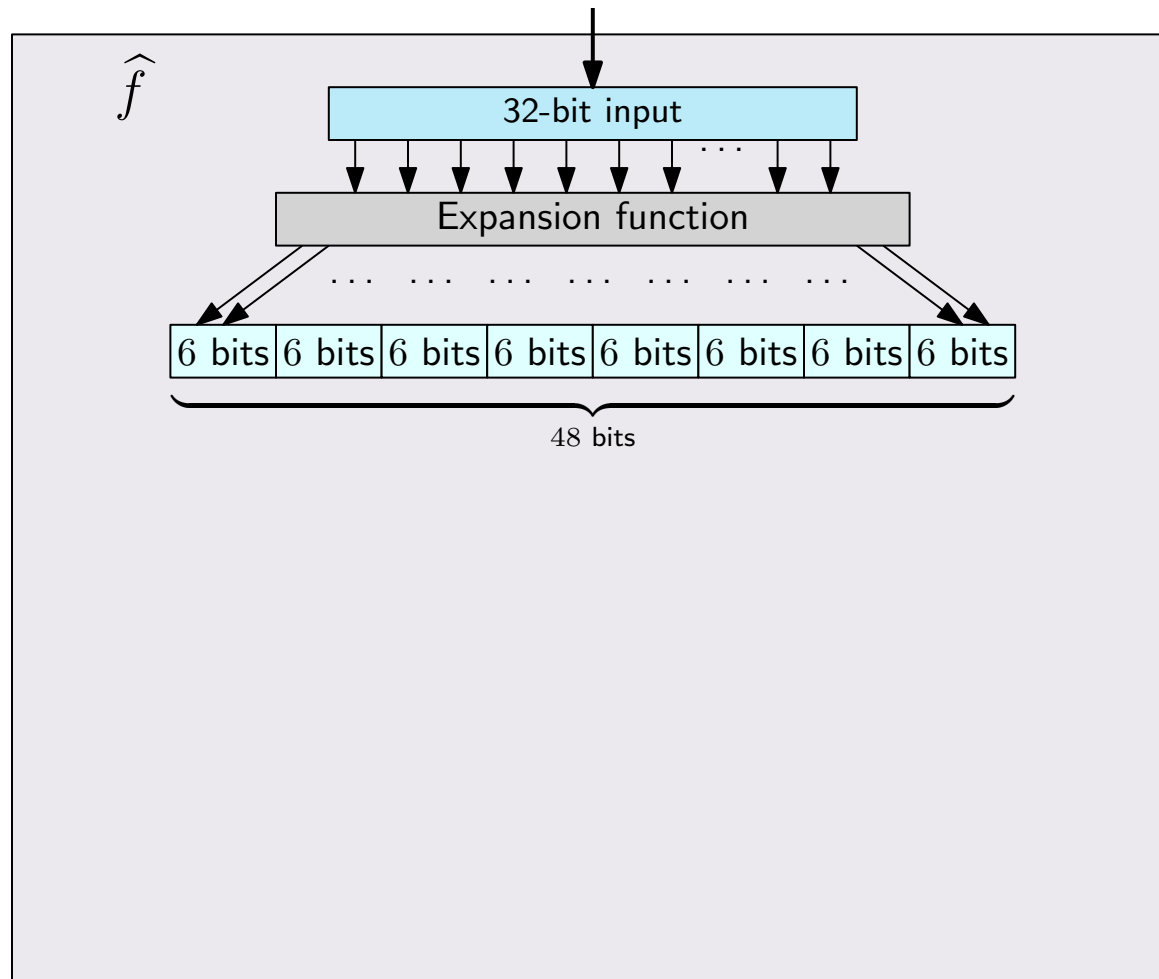 f̂
32-bit input
. . .
Expansion function
. . . . . . . . . . . . . . . . . . . . .
6 bits 6 bits 6 bits 6 bits 6 bits 6 bits 6 bits 6 bits
48 bits